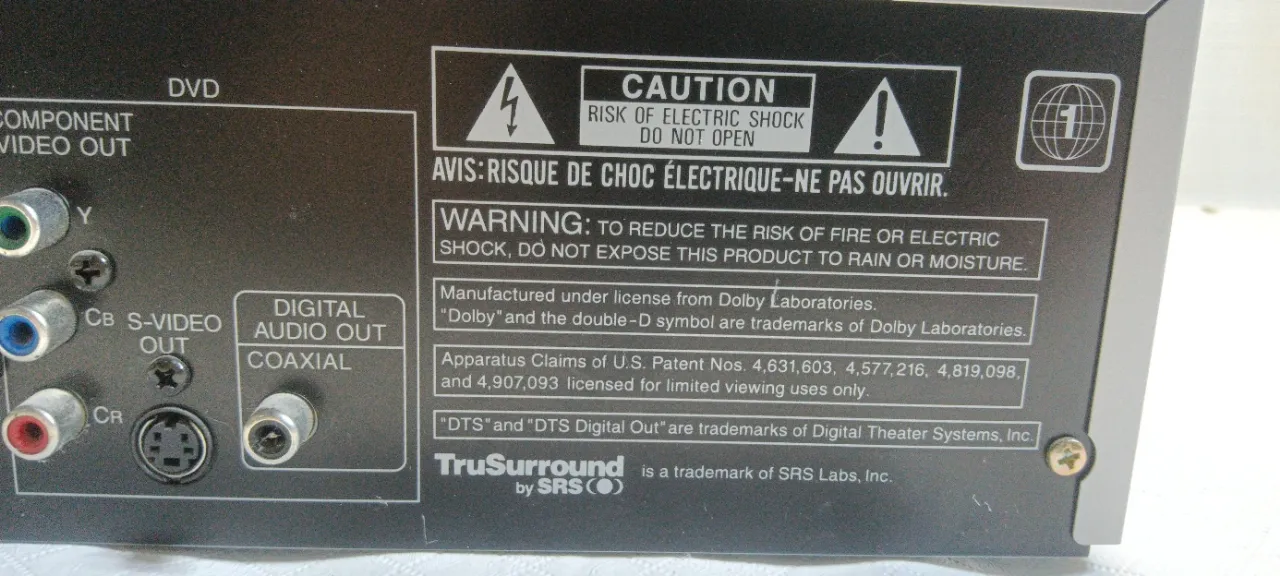 DVD
COMPONENT
VIDEO OUT
Y
CB
S-VIDEO
OUT
CR
DIGITAL
AUDIO OUT
COAXIAL
CAUTION
RISK OF ELECTRIC SHOCK
DO NOT OPEN
1
AVIS: RISQUE DE CHOC ÉLECTRIQUE-NE PAS OUVRIR.
WARNING: TO REDUCE THE RISK OF FIRE OR ELECTRIC
SHOCK, DO NOT EXPOSE THIS PRODUCT TO RAIN OR MOISTURE.
Manufactured under license from Dolby Laboratories.
"Dolby" and the double-D symbol are trademarks of Dolby Laboratories.
Apparatus Claims of U.S. Patent Nos. 4,631,603, 4,577,216, 4,819,098,
and 4,907,093 licensed for limited viewing uses only.
"DTS" and "DTS Digital Out" are trademarks of Digital Theater Systems, Inc.
TruSurround
by SRS
is a trademark of SRS Labs, Inc.